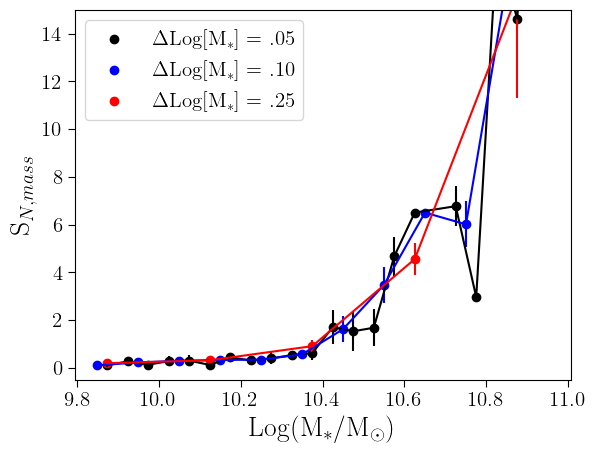 ΔLog[M*] = .05
ΔLog[M*] = .10
ΔLog[M*] = .25
S_{N,mass}
14
12
10
8
6
4
2
0
9.8 10.0 10.2 10.4 10.6 10.8 11.0
Log(M*/M⊙)